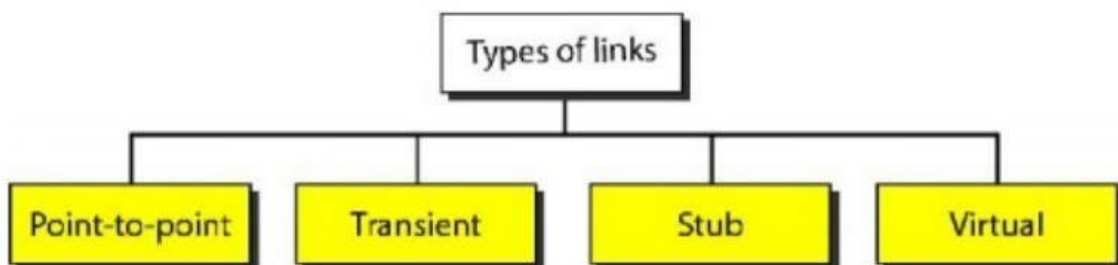 Types of links
Point-to-point
Transient
Stub
Virtual